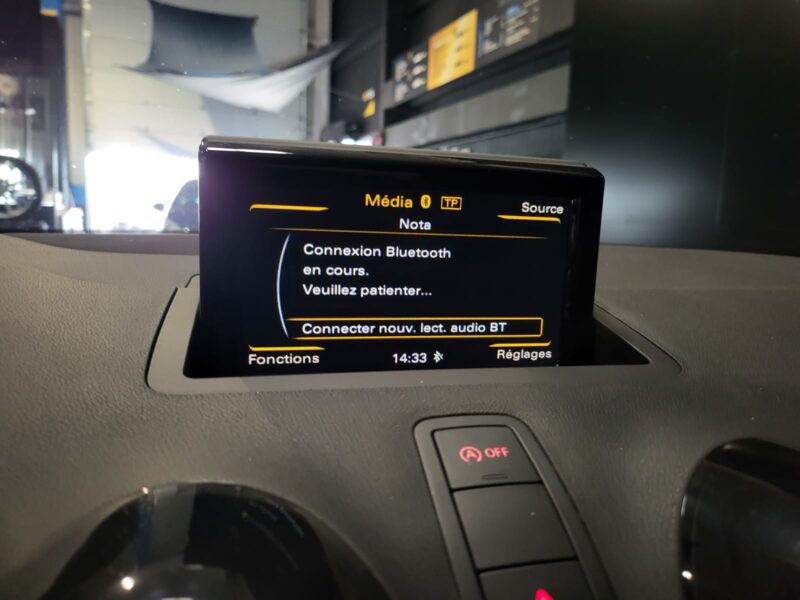 Média TP
Source
Nota
Connexion Bluetooth
en cours.
Veuillez patienter...
Connecter nouv. lect. audio BT
Fonctions
14:33
Réglages
A OFF